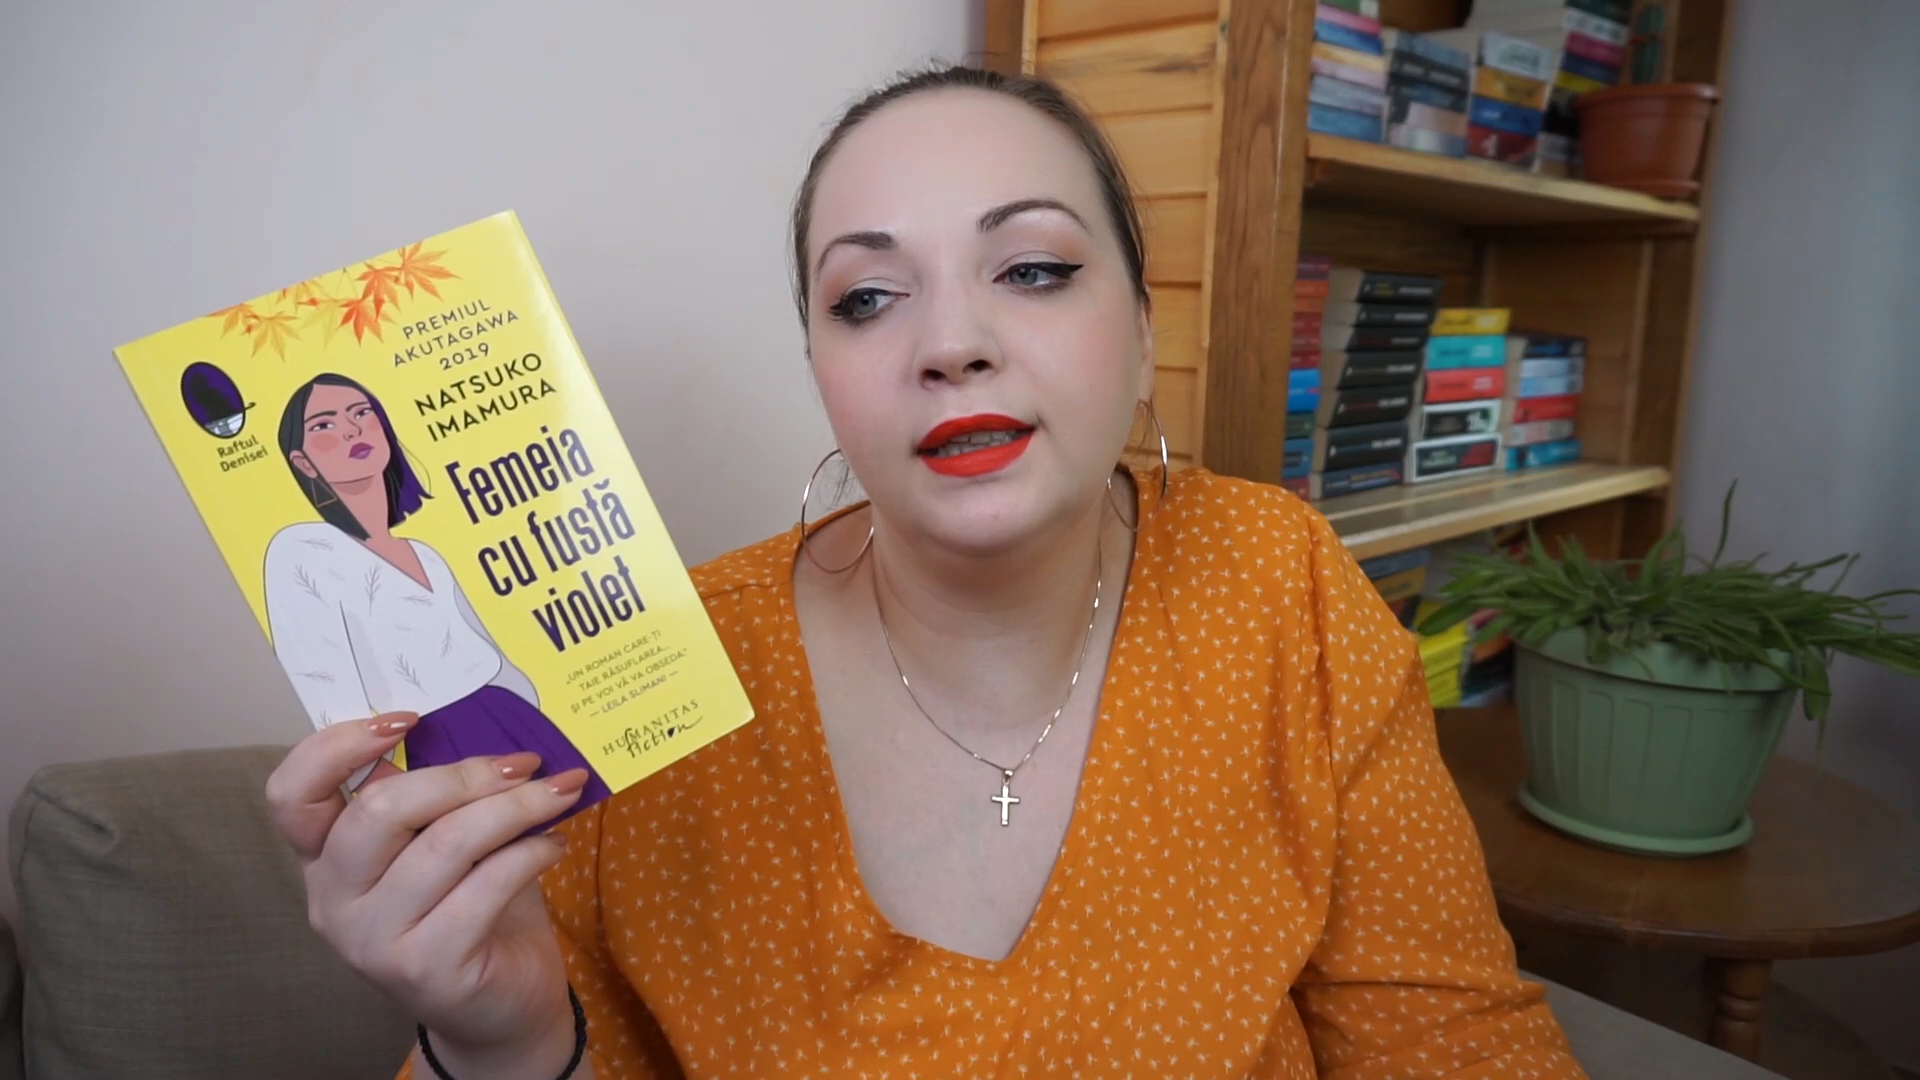 PREMIUL
AKUTAGAWA
2019
NATSUKO
IMAMURA
Raftul
Denisei
Femeia
cu fustă
violet
„UN ROMAN CARE-ȚI
TAIE RĂSUFLAREA...
ȘI PE VOI VĂ VA OBSEDA.”
— LEÏLA SLIMANI —
HUMANITAS
fiction